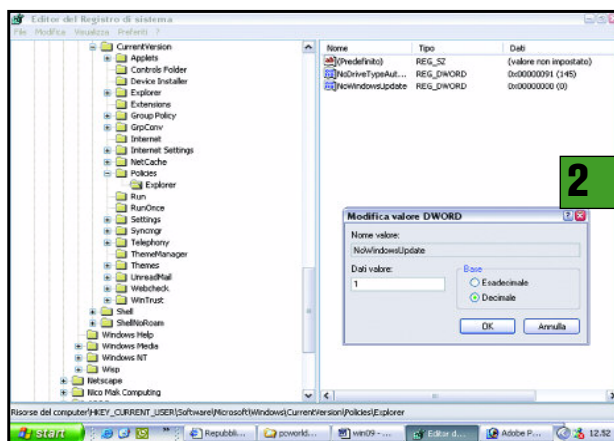 Editor del Registro di sistema
File Modifica Visualizza Preferiti ?
CurrentVersion
Applets
Controls Folder
Device Installer
Explorer
Extensions
Group Policy
GrpConv
Internet
Internet Settings
NetCache
Policies
Explorer
Run
RunOnce
Settings
Syncmgr
Telephony
ThemeManager
Themes
UnreadMail
Webcheck
WinTrust
Shell
ShellNoRoam
Windows Help
Windows Media
Windows NT
Wisp
Netscape
Nico Mak Computing
Nome Tipo Dati
(Predefinito) REG_SZ (valore non impostato)
NoDriveTypeAut... REG_DWORD 0x00000091 (145)
NoWindowsUpdate REG_DWORD 0x00000000 (0)
2
Modifica valore DWORD
Nome valore:
NoWindowsUpdate
Dati valore:
1
Base
Esadecimale
Decimale
OK Annulla
Risorse del computer\HKEY_CURRENT_USER\Software\Microsoft\Windows\CurrentVersion\Policies\Explorer
start Repubbli... pcworld... win09 - ... Editor d... Adobe P... 12.52